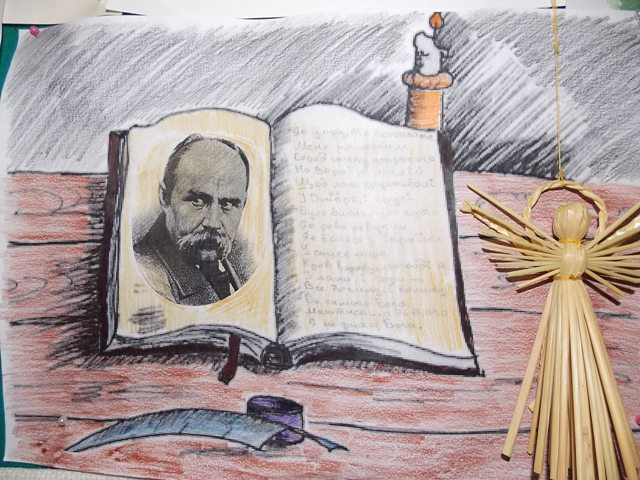 Як умру, то поховайте
Мене на могилі
Серед степу широкого
На Вкраїні милій
Щоб лани широкополі
І Дніпро, і кручі
Було видно, було чути
Як реве ревучий.
Як понесе з України
У синєє море
Кров ворожу... отойді я
І лани, і гори
Все покину, і полину
До самого Бога
Молитися... а до того
Я не знаю Бога.